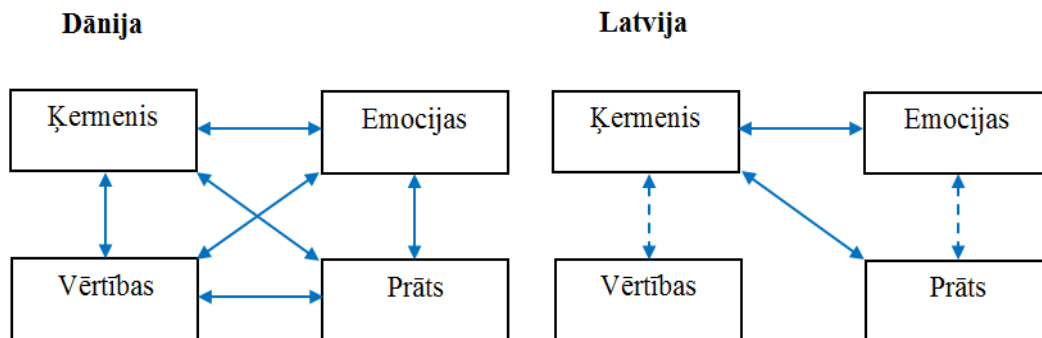 Dānija
Latvija
Ķermenis
Emocijas
Ķermenis
Emocijas
Vērtības
Prāts
Vērtības
Prāts